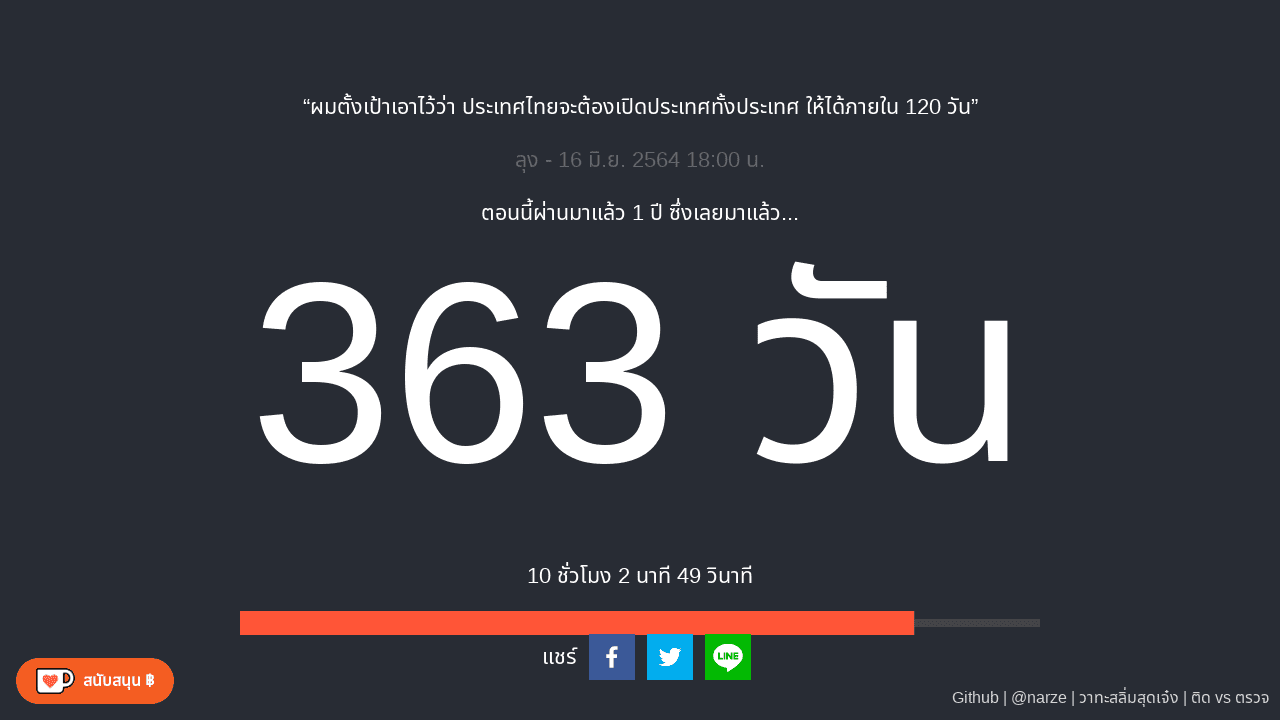 “ผมตั้งเป้าเอาไว้ว่า ประเทศไทยจะต้องเปิดประเทศทั้งประเทศ ให้ได้ภายใน 120 วัน”
ลุง - 16 มิ.ย. 2564 18:00 น.
ตอนนี้ผ่านมาแล้ว 1 ปี ซึ่งเลยมาแล้ว...
363 วัน
10 ชั่วโมง 2 นาที 49 วินาที
แชร์
LINE
สนับสนุน ฿
Github | @narze | วาทะสลิ่มสุดเจ๋ง | ติด vs ตรวจ